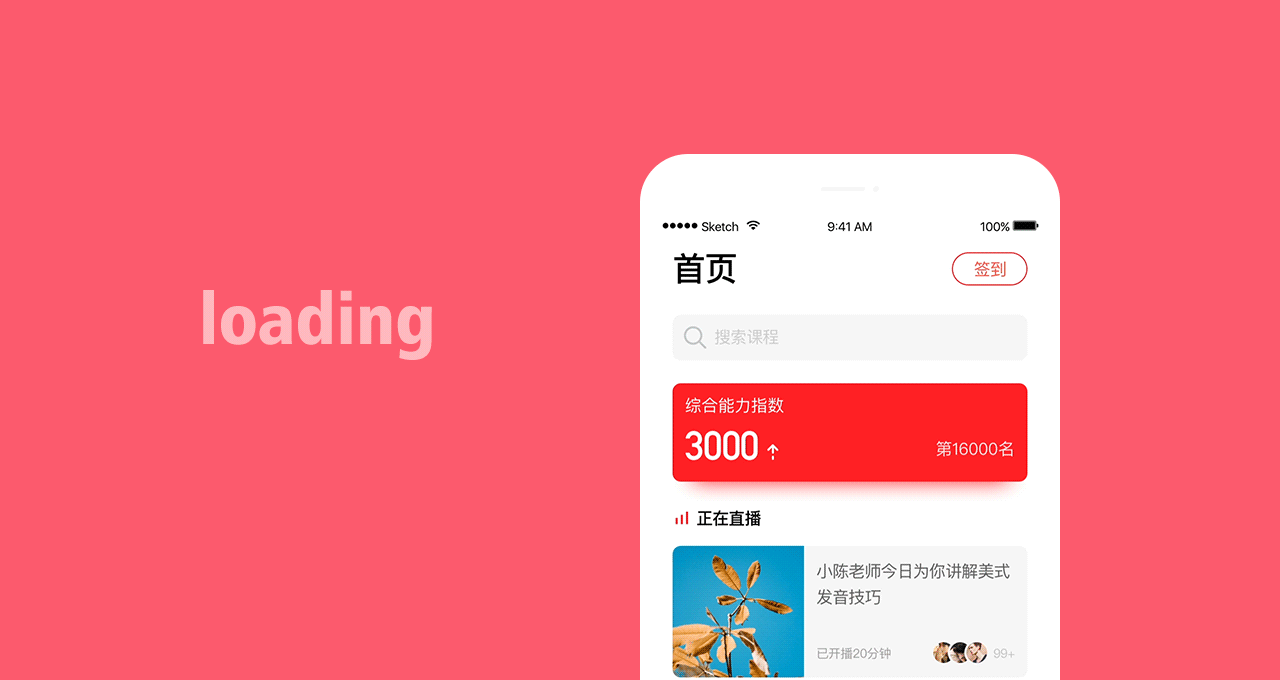 loading
Sketch 9:41 AM 100%
首页 签到
搜索课程
综合能力指数
3000 第16000名
正在直播
小陈老师今日为你讲解美式
发音技巧
已开播20分钟 99+